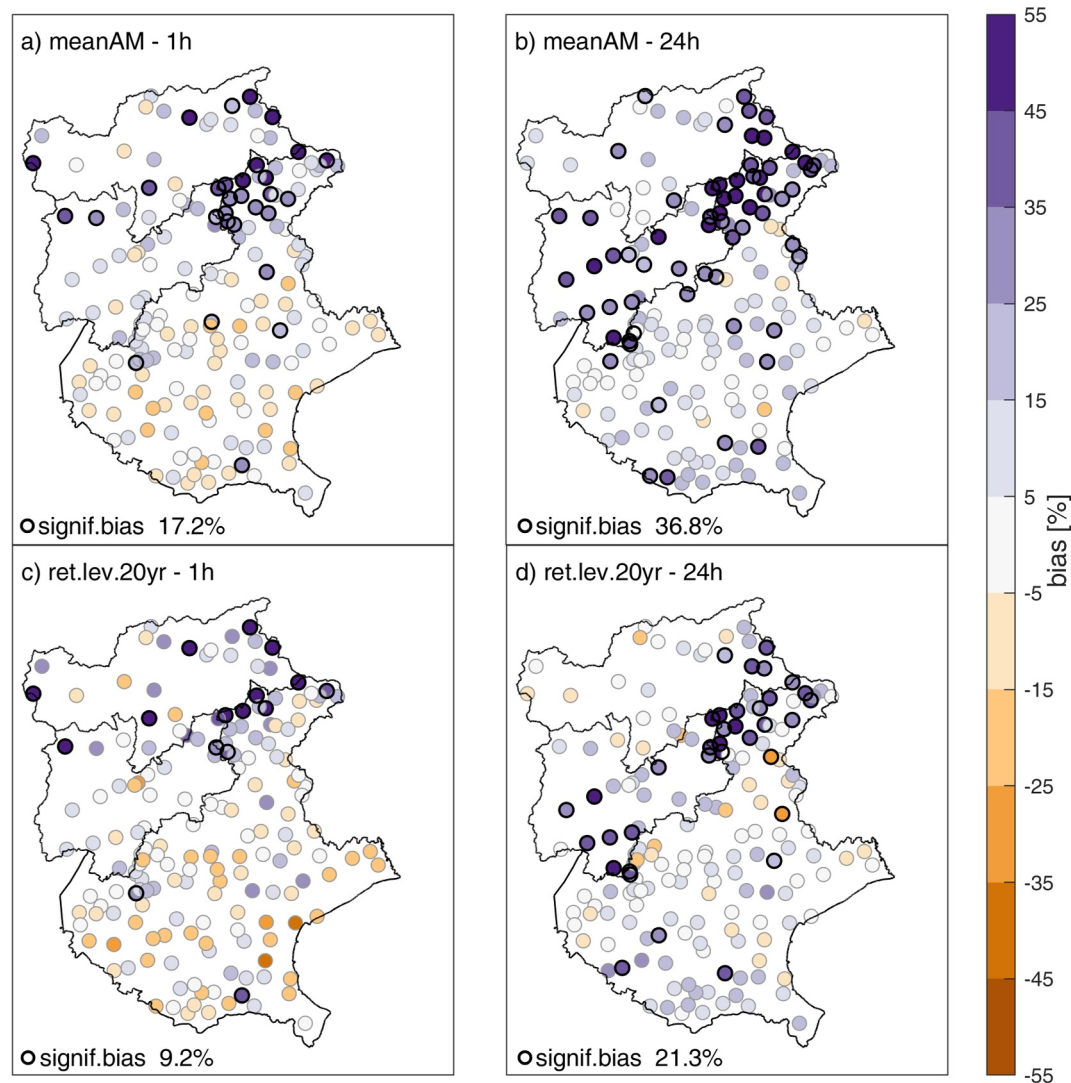 a) meanAM - 1h
signif.bias 17.2%
b) meanAM - 24h
signif.bias 36.8%
c) ret.lev.20yr - 1h
signif.bias 9.2%
d) ret.lev.20yr - 24h
signif.bias 21.3%
55
45
35
25
15
5
-5
-15
-25
-35
-45
-55
bias [%]